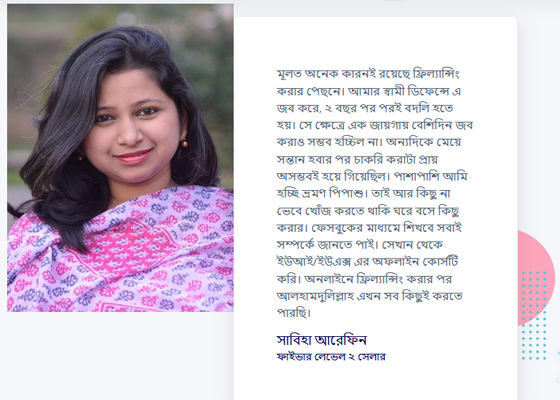 মূলত অনেক কারনই রয়েছে ফ্রিল্যান্সিং
করার পেছনে। আমার স্বামী ডিফেন্সে এ
জব করে, ২ বছর পর পরই বদলি হতে
হয়। সে ক্ষেত্রে এক জায়গায় বেশিদিন জব
করাও সম্ভব হচ্ছিল না। অন্যদিকে মেয়ে
সন্তান হবার পর চাকরি করাটা প্রায়
অসম্ভবই হয়ে গিয়েছিল। পাশাপাশি আমি
হচ্ছি ভ্রমণ পিপাশু। তাই আর কিছু না
ভেবে খোঁজ করতে থাকি ঘরে বসে কিছু
করার। ফেসবুকের মাধ্যমে শিখবে সবাই
সম্পর্কে জানতে পাই। সেখান থেকে
ইউআই/ইউএক্স এর অফলাইন কোর্সটি
করি। অনলাইনে ফ্রিল্যান্সিং করার পর
আলহামদুলিল্লাহ এখন সব কিছুই করতে
পারছি।
সাবিহা আরেফিন
ফাইভার লেভেল ২ সেলার